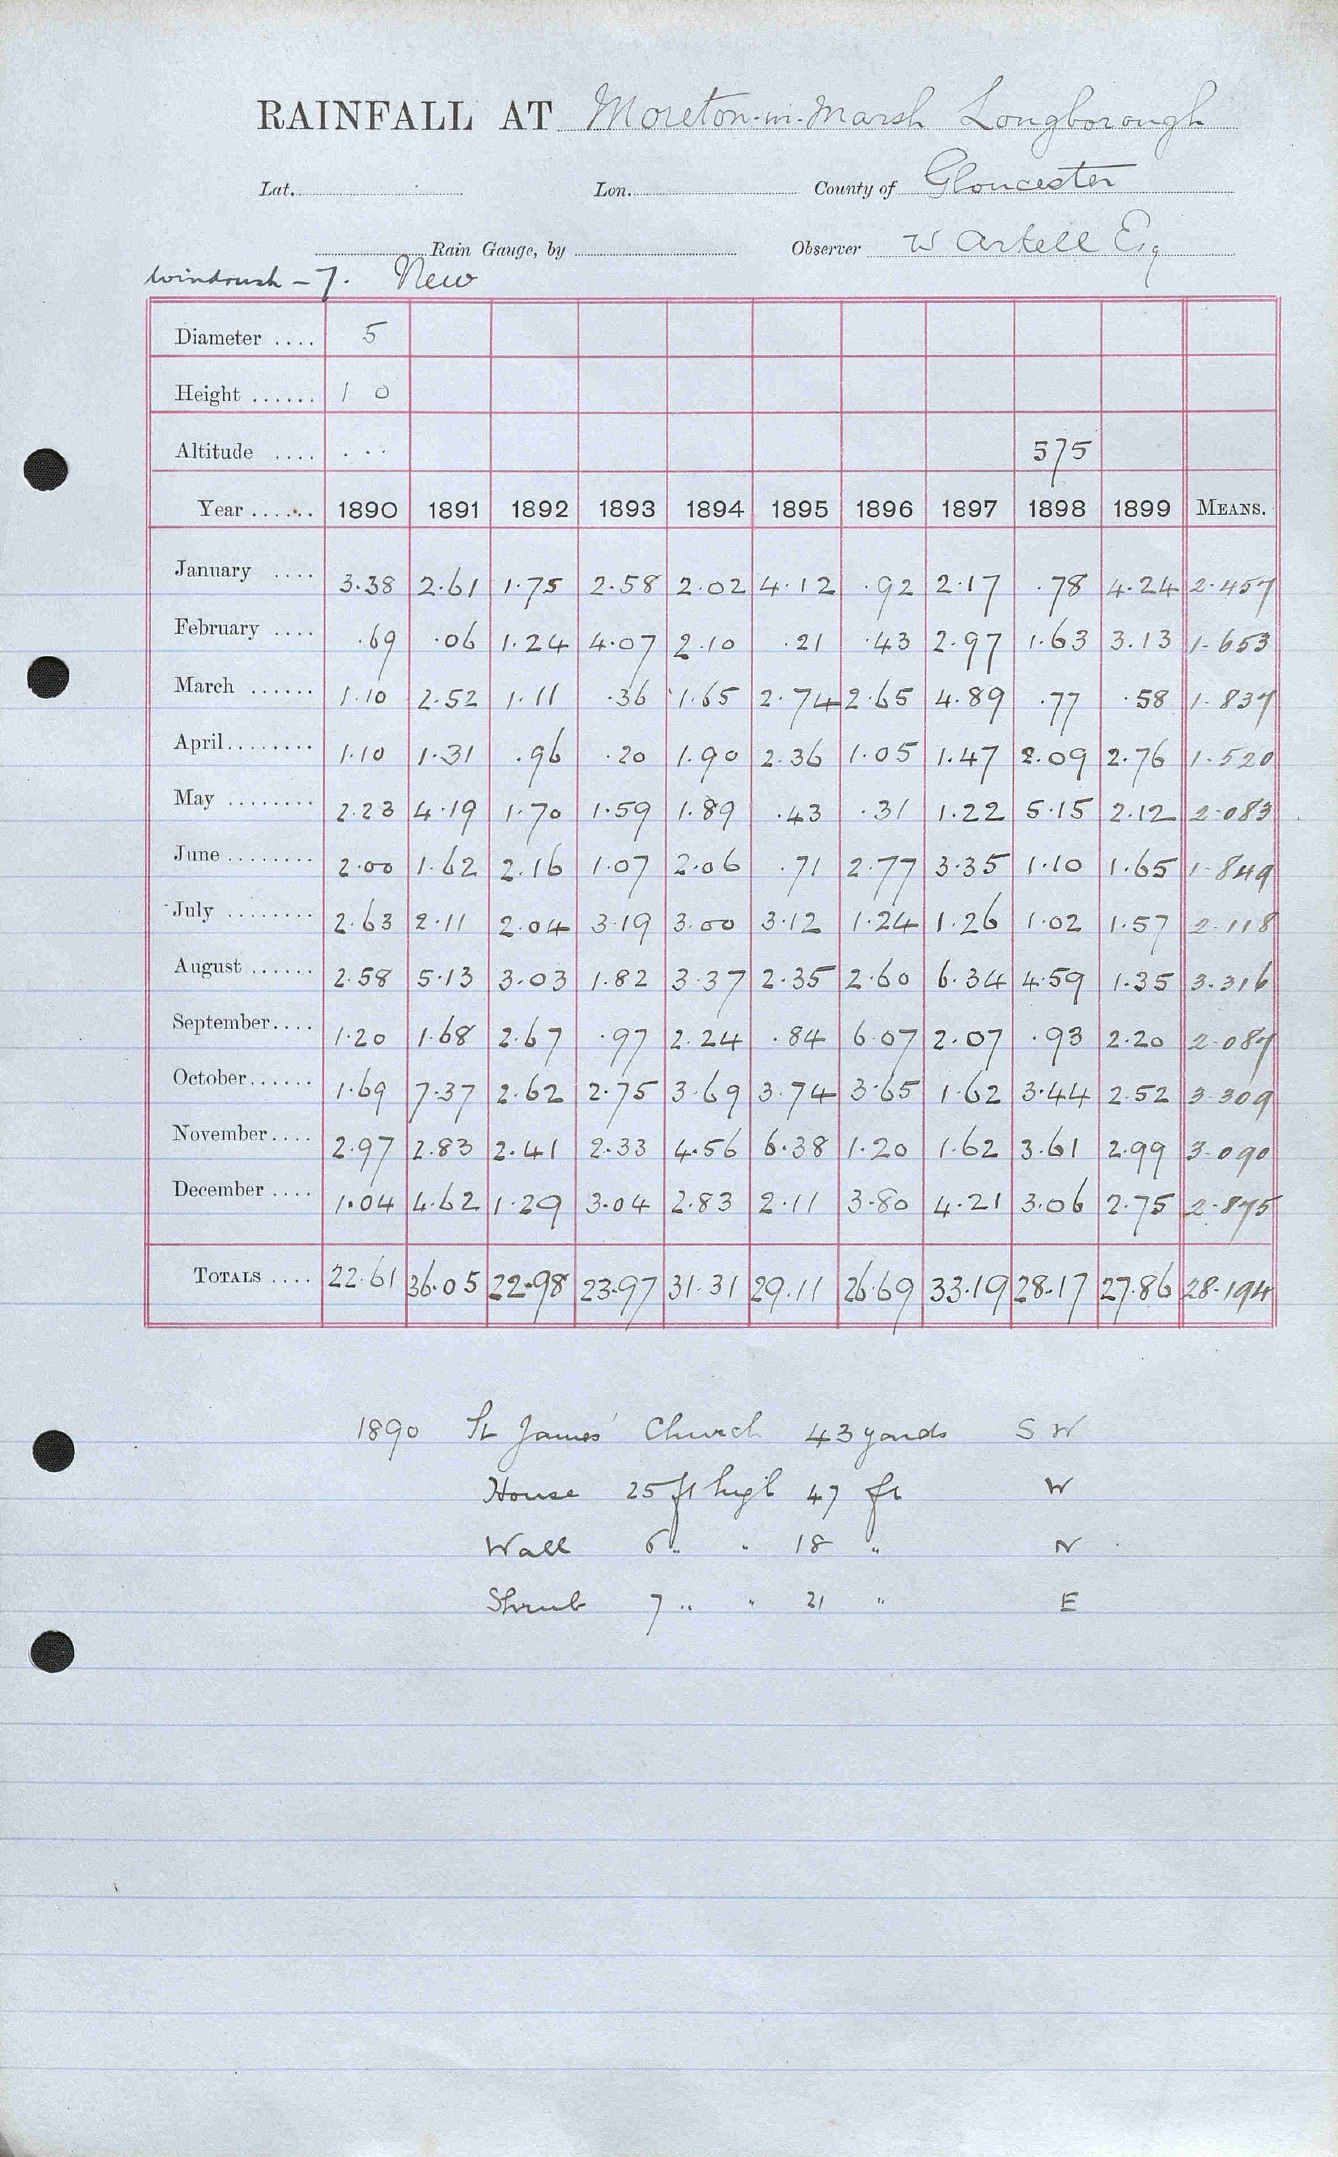 RAINFALL AT Moreton-in-Marsh Longborough
Lat. Lon. County of Gloucester
Rain Gauge, by Observer W Arkell Esq
Windrush - 7. New
Diameter .... 5
Height ...... 1 0
Altitude .... . . . 575
Year ...... 1890 1891 1892 1893 1894 1895 1896 1897 1898 1899 MEANS.
January .... 3.38 2.61 1.75 2.58 2.02 4.12 .92 2.17 .78 4.24 2.457
February .... .69 .06 1.24 4.07 2.10 .21 .43 2.97 1.63 3.13 1.653
March ...... 1.10 2.52 1.11 .36 1.65 2.74 2.65 4.89 .77 .58 1.837
April........ 1.10 1.31 .96 .20 1.90 2.36 1.05 1.47 2.09 2.76 1.520
May ........ 2.23 4.19 1.70 1.59 1.89 .43 .31 1.22 5.15 2.12 2.083
June ........ 2.00 1.62 2.16 1.07 2.06 .71 2.77 3.35 1.10 1.65 1.849
July ........ 2.63 2.11 2.04 3.19 3.00 3.12 1.24 1.26 1.02 1.57 2.118
August ...... 2.58 5.13 3.03 1.82 3.37 2.35 2.60 6.34 4.59 1.35 3.316
September.... 1.20 1.68 2.67 .97 2.24 .84 6.07 2.07 .93 2.20 2.087
October...... 1.69 7.37 2.62 2.75 3.69 3.74 3.65 1.62 3.44 2.52 3.309
November.... 2.97 2.83 2.41 2.33 4.56 6.38 1.20 1.62 3.61 2.99 3.090
December .... 1.04 4.62 1.29 3.04 2.83 2.11 3.80 4.21 3.06 2.75 2.875
TOTALS .... 22.61 36.05 22.98 23.97 31.31 29.11 26.69 33.19 28.17 27.86 28.194
1890 St James' Church 43 yards S W
House 25 ft high 47 ft W
Wall 6 " " 18 " N
Shrub 7 " " 21 " E